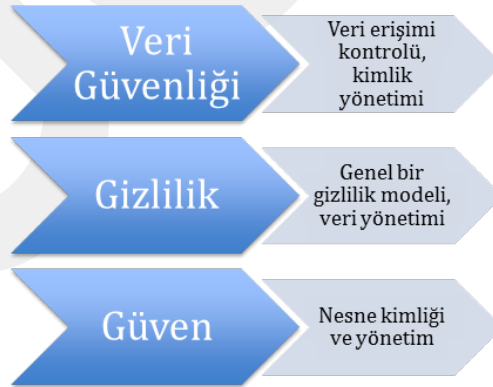 Veri
Güvenliği
Veri erişimi
kontrolü,
kimlik
yönetimi
Gizlilik
Genel bir
gizlilik modeli,
veri yönetimi
Güven
Nesne kimliği
ve yönetim